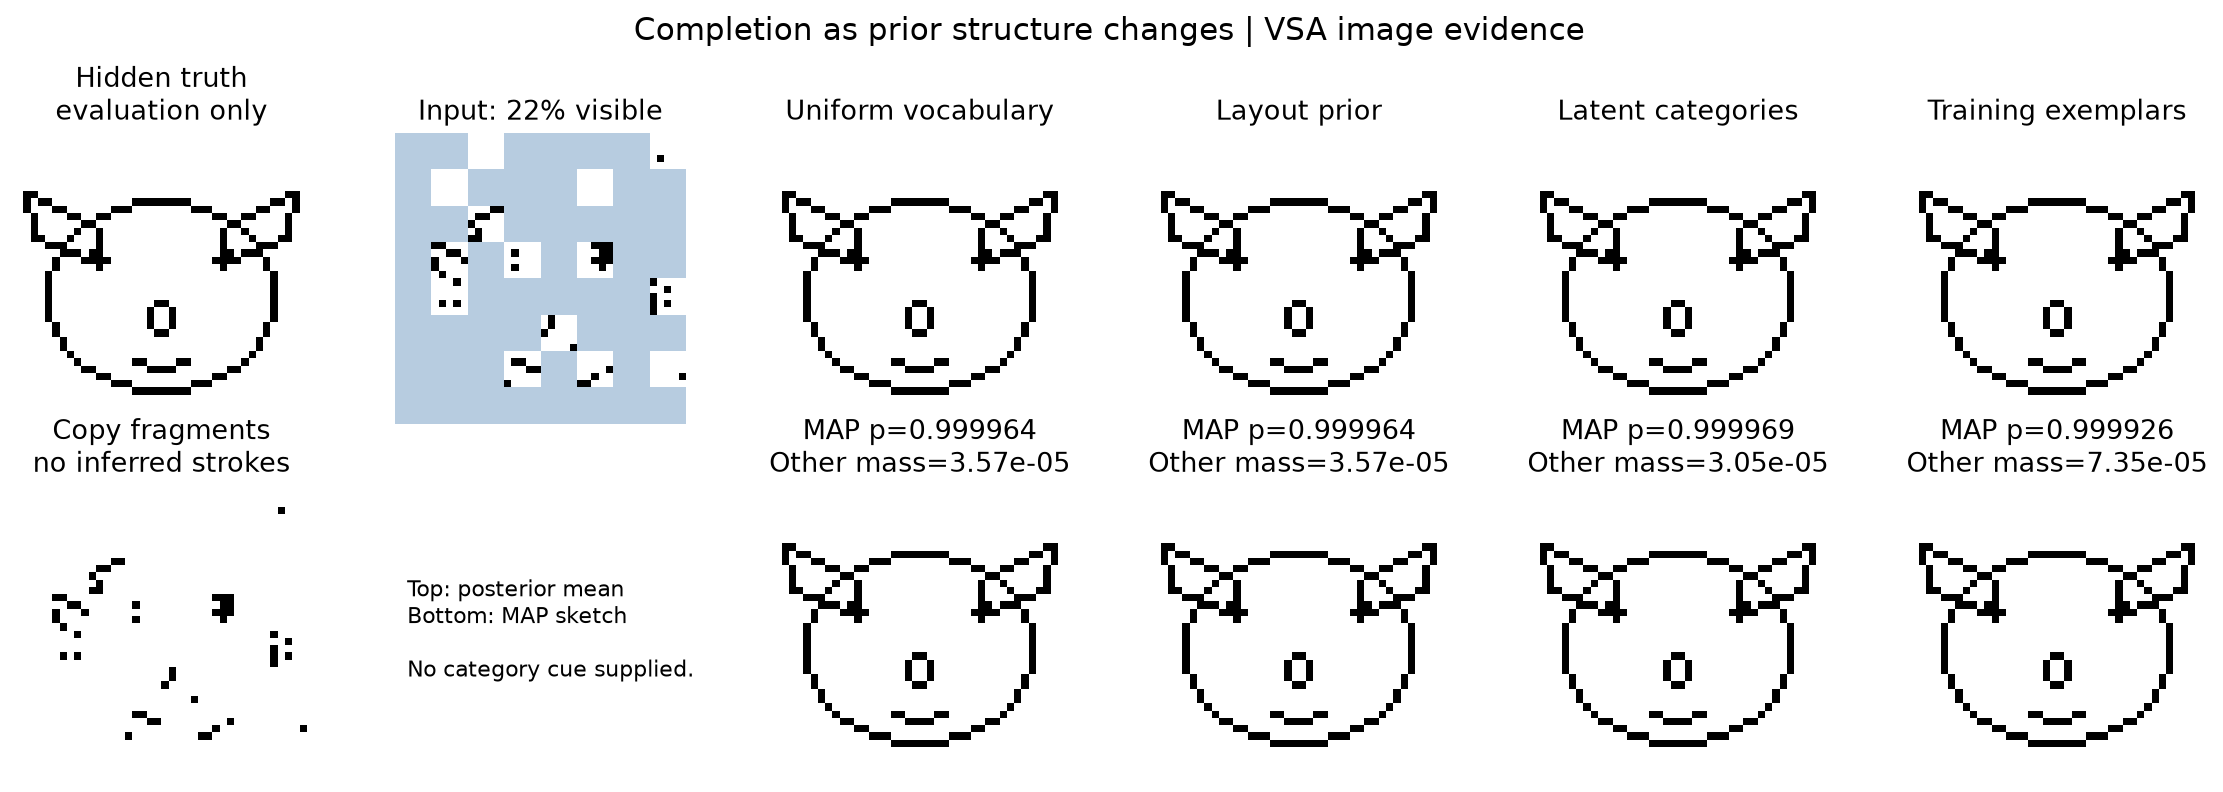 Completion as prior structure changes | VSA image evidence
Hidden truth
evaluation only
Input: 22% visible
Uniform vocabulary
Layout prior
Latent categories
Training exemplars
Copy fragments
no inferred strokes
MAP p=0.999964
Other mass=3.57e-05
MAP p=0.999964
Other mass=3.57e-05
MAP p=0.999969
Other mass=3.05e-05
MAP p=0.999926
Other mass=7.35e-05
Top: posterior mean
Bottom: MAP sketch
No category cue supplied.